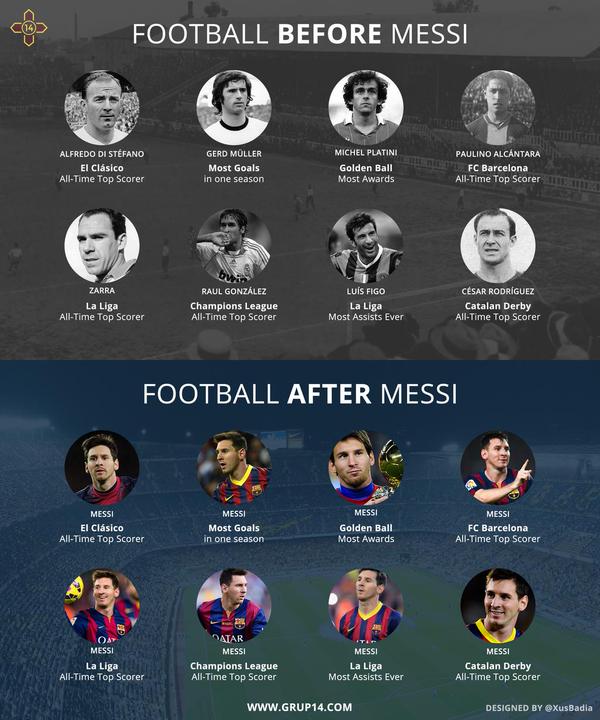 14
FOOTBALL BEFORE MESSI
ALFREDO DI STÉFANO
El Clásico
All-Time Top Scorer
GERD MÜLLER
Most Goals
in one season
MICHEL PLATINI
Golden Ball
Most Awards
PAULINO ALCÁNTARA
FC Barcelona
All-Time Top Scorer
ZARRA
La Liga
All-Time Top Scorer
RAUL GONZÁLEZ
Champions League
All-Time Top Scorer
LUÍS FIGO
La Liga
Most Assists Ever
CÉSAR RODRÍGUEZ
Catalan Derby
All-Time Top Scorer
FOOTBALL AFTER MESSI
MESSI
El Clásico
All-Time Top Scorer
MESSI
Most Goals
in one season
MESSI
Golden Ball
Most Awards
MESSI
FC Barcelona
All-Time Top Scorer
MESSI
La Liga
All-Time Top Scorer
QATAR
MESSI
Champions League
All-Time Top Scorer
MESSI
La Liga
Most Assists Ever
MESSI
Catalan Derby
All-Time Top Scorer
WWW.GRUP14.COM
DESIGNED BY @XusBadia